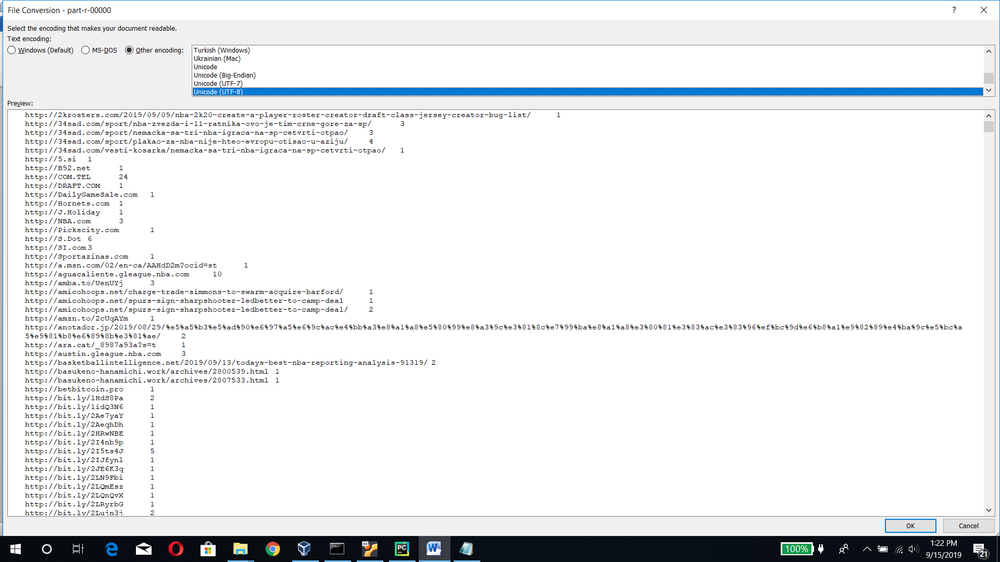 File Conversion - part-r-00000
?
Select the encoding that makes your document readable.
Text encoding:
Windows (Default) MS-DOS Other encoding:
Turkish (Windows)
Ukrainian (Mac)
Unicode
Unicode (Big-Endian)
Unicode (UTF-7)
Unicode (UTF-8)
Preview:
http://2krosters.com/2019/09/09/nba-2k20-create-a-player-roster-creator-draft-class-jersey-creator-bug-list/ 1
http://34sad.com/sport/nba-zvezda-i-11-ratnika-ovo-je-tim-crne-gore-za-sp/ 3
http://34sad.com/sport/nemacka-sa-tri-nba-igraca-na-sp-cetvrti-otpao/ 3
http://34sad.com/sport/plakao-za-nba-nije-hteo-evropu-otisao-u-aziju/ 4
http://34sad.com/vesti-kosarka/nemacka-sa-tri-nba-igraca-na-sp-cetvrti-otpao/ 1
http://5.si 1
http://B92.net 1
http://COM.TEL 24
http://DRAFT.COM 1
http://DailyGameSale.com 1
http://Hornets.com 1
http://J.Holiday 1
http://NBA.com 3
http://Pickscity.com 1
http://S.Dot 6
http://SI.com 3
http://Sportazinas.com 1
http://a.msn.com/02/en-ca/AAHdD2m?ocid=st 1
http://aguacaliente.gleague.nba.com 10
http://amba.to/UenUYj 3
http://amicohoops.net/charge-trade-simmons-to-swarm-acquire-barford/ 1
http://amicohoops.net/spurs-sign-sharpshooter-ledbetter-to-camp-deal 1
http://amicohoops.net/spurs-sign-sharpshooter-ledbetter-to-camp-deal/ 2
http://amzn.to/2cUqAYm 1
http://anotador.jp/2019/08/29/%e5%a5%b3%e5%ad%90%e6%97%a5%e6%9c%ac%e4%bb%a3%e8%a1%a8%e5%80%99%e8%a3%9c%e3%81%8c%e7%99%ba%e8%a1%a8%e3%80%81%e3%83%ac%e3%83%96%ef%bc%9d%e6%b8%a1%e9%82%89%e4%ba%9c%e5%bc%a
5%e9%81%b8%e6%89%8b%e3%81%ae/ 2
http://ara.cat/_8987a93a?s=t 1
http://austin.gleague.nba.com 3
http://basketballintelligence.net/2019/09/13/todays-best-nba-reporting-analysis-91319/ 2
http://basukeno-hanamichi.work/archives/2800539.html 1
http://basukeno-hanamichi.work/archives/2807533.html 1
http://betbitcoin.pro 1
http://bit.ly/1HdS8Pa 2
http://bit.ly/1idQ3N6 1
http://bit.ly/2Ae7yaY 1
http://bit.ly/2AeqhDh 1
http://bit.ly/2HRwNBE 1
http://bit.ly/2I4nb9p 1
http://bit.ly/2I5ts4J 5
http://bit.ly/2IJfynl 1
http://bit.ly/2JE6K3q 1
http://bit.ly/2LN9Fbi 1
http://bit.ly/2LQmEsz 1
http://bit.ly/2LQnQvX 1
http://bit.ly/2LRyrbG 1
http://bit.ly/2Lujn3j 2
OK Cancel
100%
1:22 PM
9/15/2019
21
64
PC